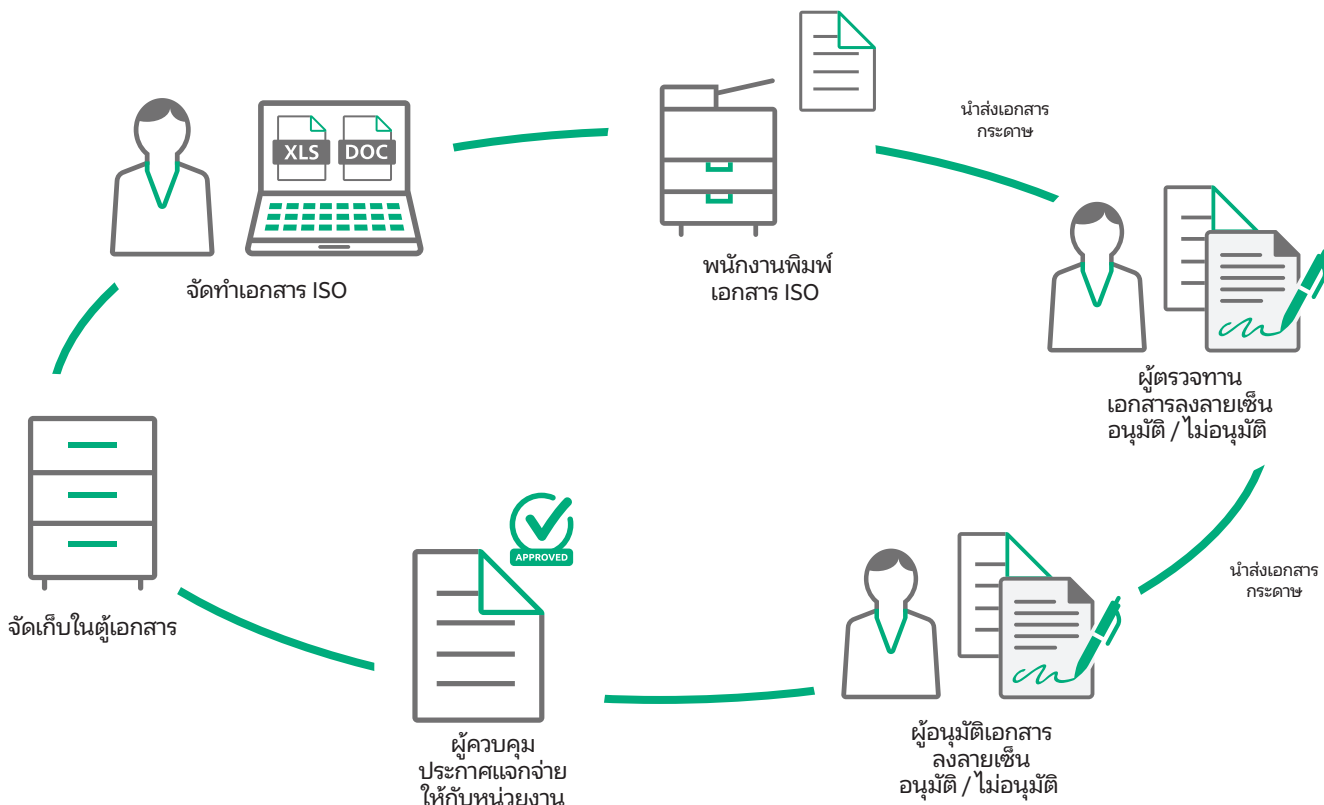 XLS
DOC
จัดทำเอกสาร ISO
พนักงานพิมพ์
เอกสาร ISO
นำส่งเอกสาร
กระดาษ
ผู้ตรวจทาน
เอกสารลงลายเซ็น
อนุมัติ / ไม่อนุมัติ
นำส่งเอกสาร
กระดาษ
ผู้อนุมัติเอกสาร
ลงลายเซ็น
อนุมัติ / ไม่อนุมัติ
APPROVED
ผู้ควบคุม
ประกาศแจกจ่าย
ให้กับหน่วยงาน
จัดเก็บในตู้เอกสาร